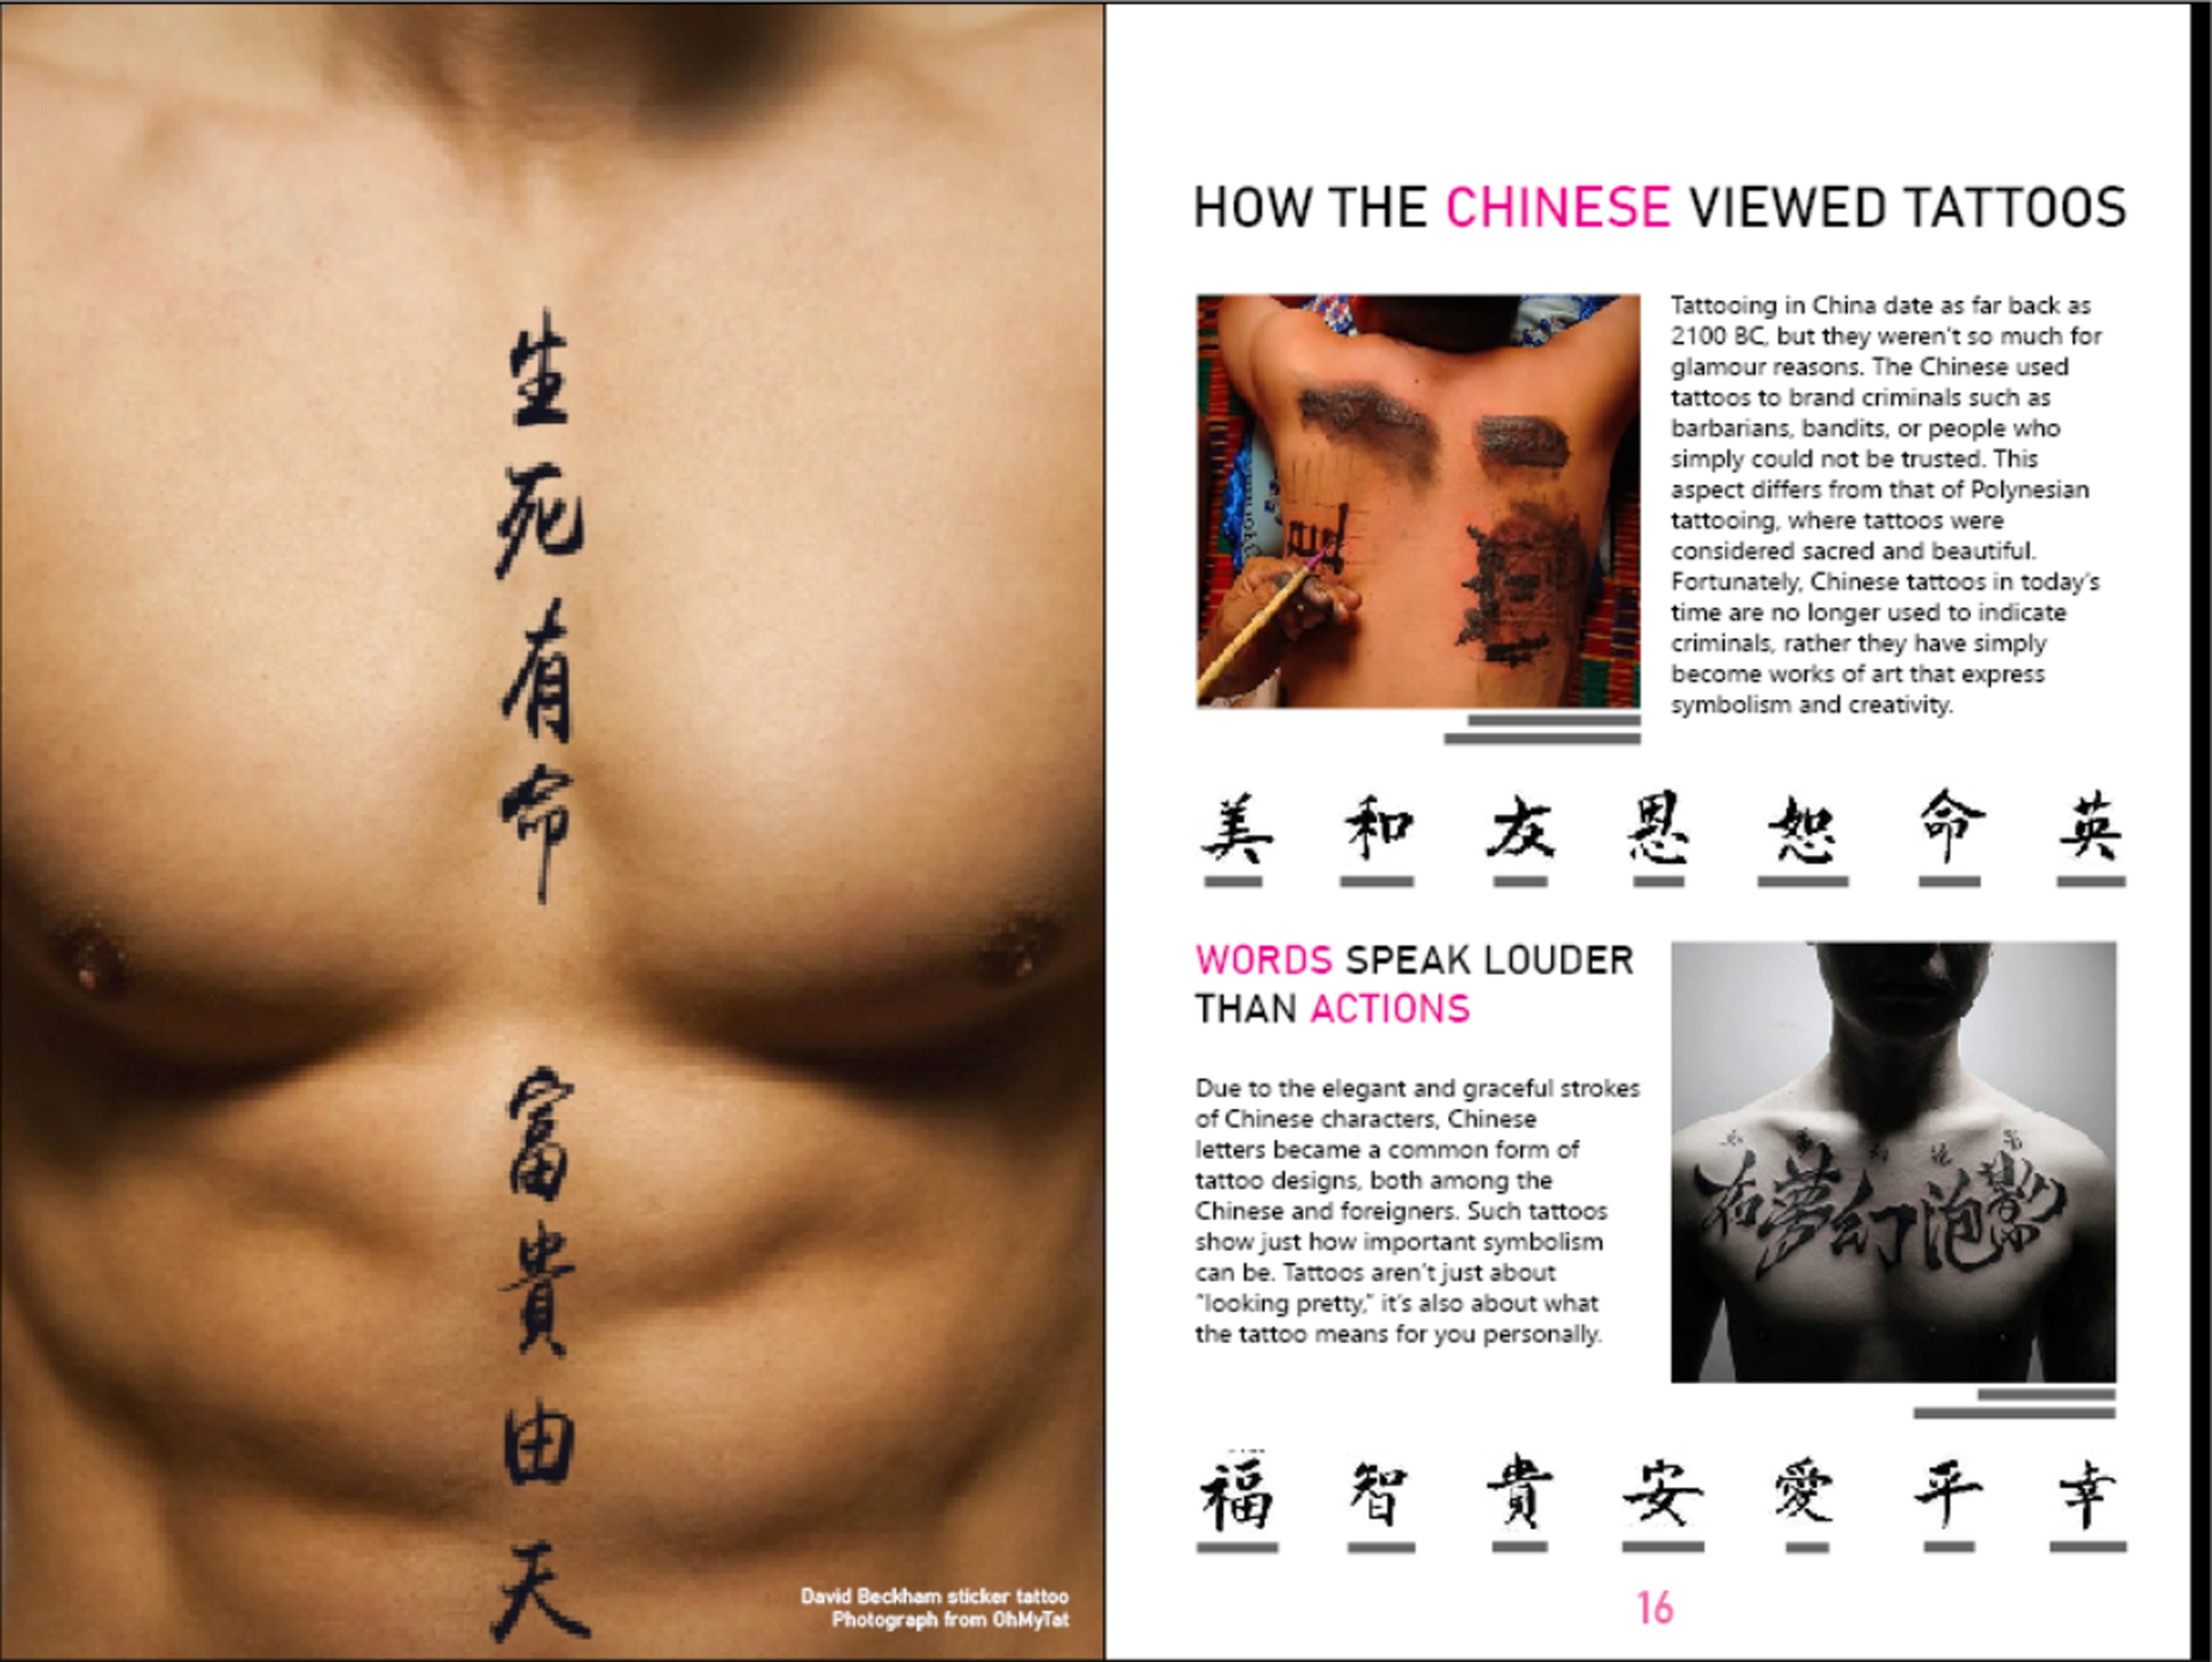 生死有命
富貴由天
David Beckham sticker tattoo
Photograph from OhMyTat
HOW THE CHINESE VIEWED TATTOOS
Tattooing in China date as far back as
2100 BC, but they weren't so much for
glamour reasons. The Chinese used
tattoos to brand criminals such as
barbarians, bandits, or people who
simply could not be trusted. This
aspect differs from that of Polynesian
tattooing, where tattoos were
considered sacred and beautiful.
Fortunately, Chinese tattoos in today's
time are no longer used to indicate
criminals, rather they have simply
become works of art that express
symbolism and creativity.
美 和 友 恩 恕 命 英
WORDS SPEAK LOUDER
THAN ACTIONS
Due to the elegant and graceful strokes
of Chinese characters, Chinese
letters became a common form of
tattoo designs, both among the
Chinese and foreigners. Such tattoos
show just how important symbolism
can be. Tattoos aren't just about
"looking pretty," it's also about what
the tattoo means for you personally.
夢幻泡影
福 智 貴 安 愛 平 幸
16